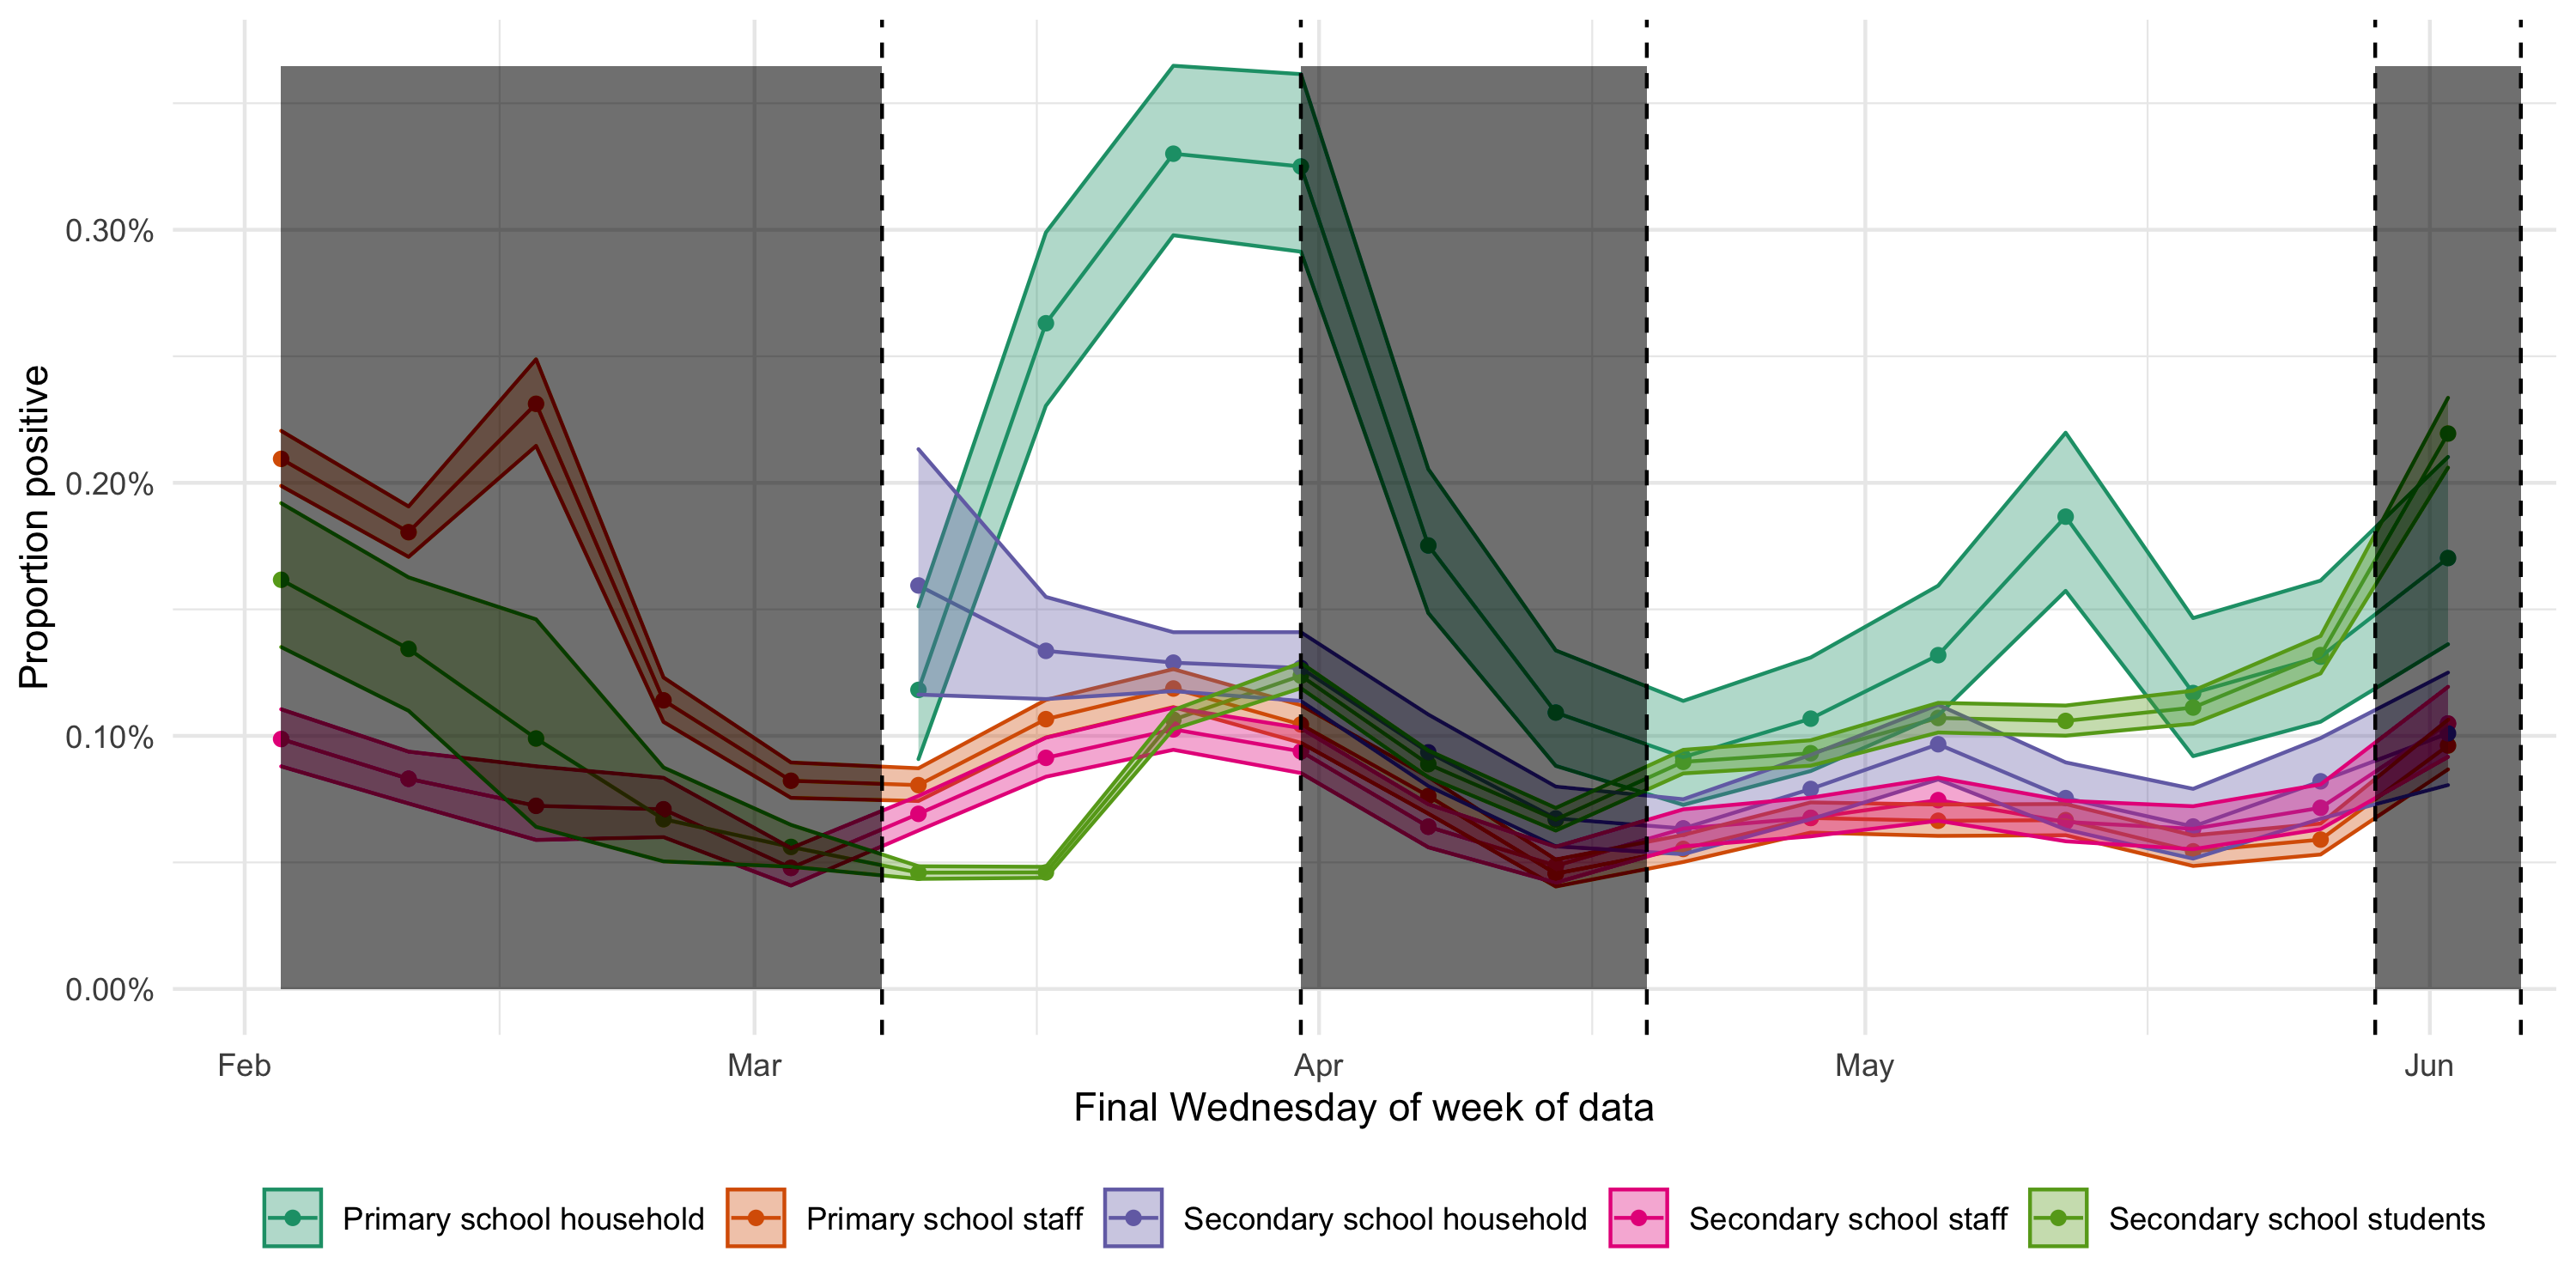 Proportion positive
0.30%
0.20%
0.10%
0.00%
Feb Mar Apr May Jun
Final Wednesday of week of data
Primary school household Primary school staff Secondary school household Secondary school staff Secondary school students